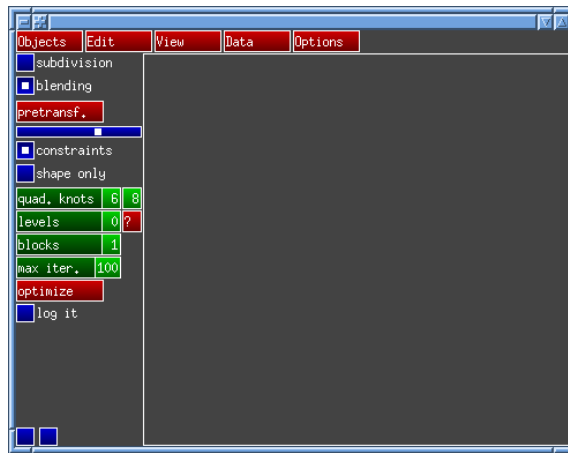 Objects Edit View Data Options
subdivision
blending
pretransf.
constraints
shape only
quad. knots 6 8
levels 0 ?
blocks 1
max iter. 100
optimize
log it